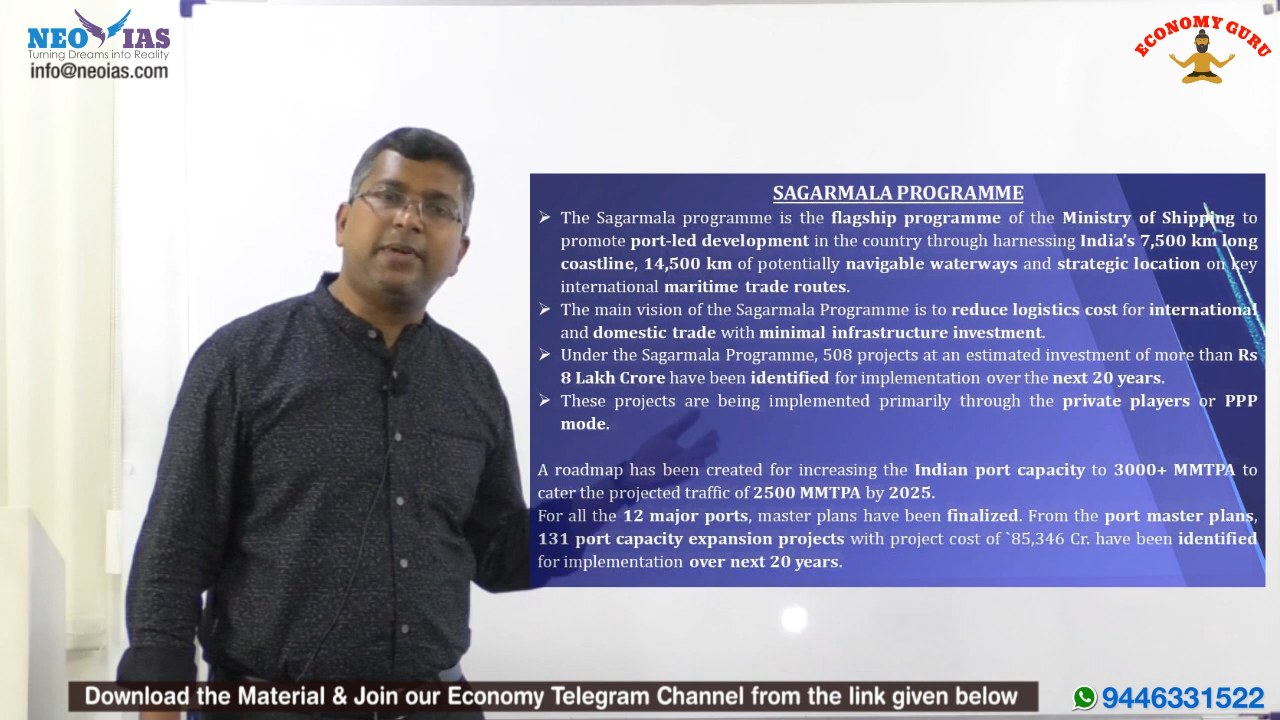 NEO IAS
Turning Dreams into Reality
info@neoias.com
ECONOMY GURU
SAGARMALA PROGRAMME
➢ The Sagarmala programme is the flagship programme of the Ministry of Shipping to
promote port-led development in the country through harnessing India's 7,500 km long
coastline, 14,500 km of potentially navigable waterways and strategic location on key
international maritime trade routes.
➢ The main vision of the Sagarmala Programme is to reduce logistics cost for international
and domestic trade with minimal infrastructure investment.
➢ Under the Sagarmala Programme, 508 projects at an estimated investment of more than Rs
8 Lakh Crore have been identified for implementation over the next 20 years.
➢ These projects are being implemented primarily through the private players or PPP
mode.
A roadmap has been created for increasing the Indian port capacity to 3000+ MMTPA to
cater the projected traffic of 2500 MMTPA by 2025.
For all the 12 major ports, master plans have been finalized. From the port master plans,
131 port capacity expansion projects with project cost of `85,346 Cr. have been identified
for implementation over next 20 years.
Download the Material & Join our Economy Telegram Channel from the link given below
9446331522